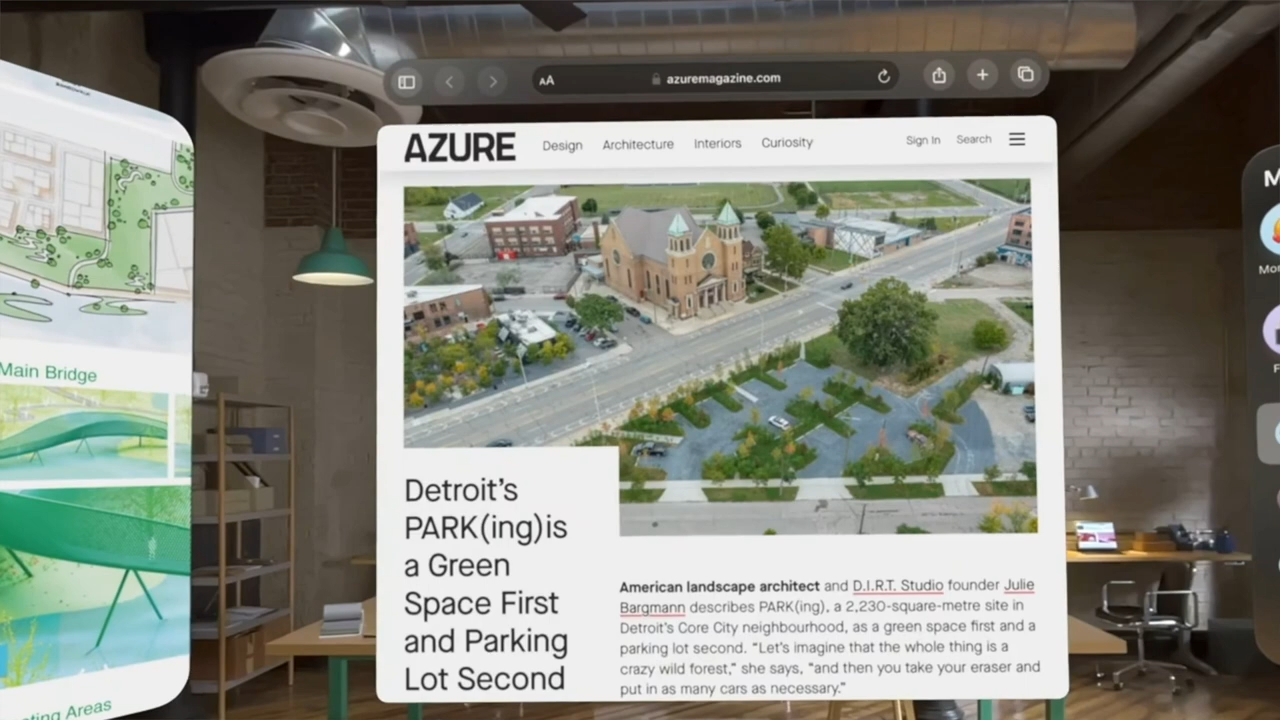 AA
azuremagazine.com
AZURE
Design
Architecture
Interiors
Curiosity
Sign In
Search
Main Bridge
Detroit's
PARK(ing)is
a Green
Space First
and Parking
Lot Second
American landscape architect and D.I.R.T. Studio founder Julie
Bargmann describes PARK(ing), a 2,230-square-metre site in
Detroit's Core City neighbourhood, as a green space first and a
parking lot second. "Let's imagine that the whole thing is a
crazy wild forest," she says, "and then you take your eraser and
put in as many cars as necessary."
Areas